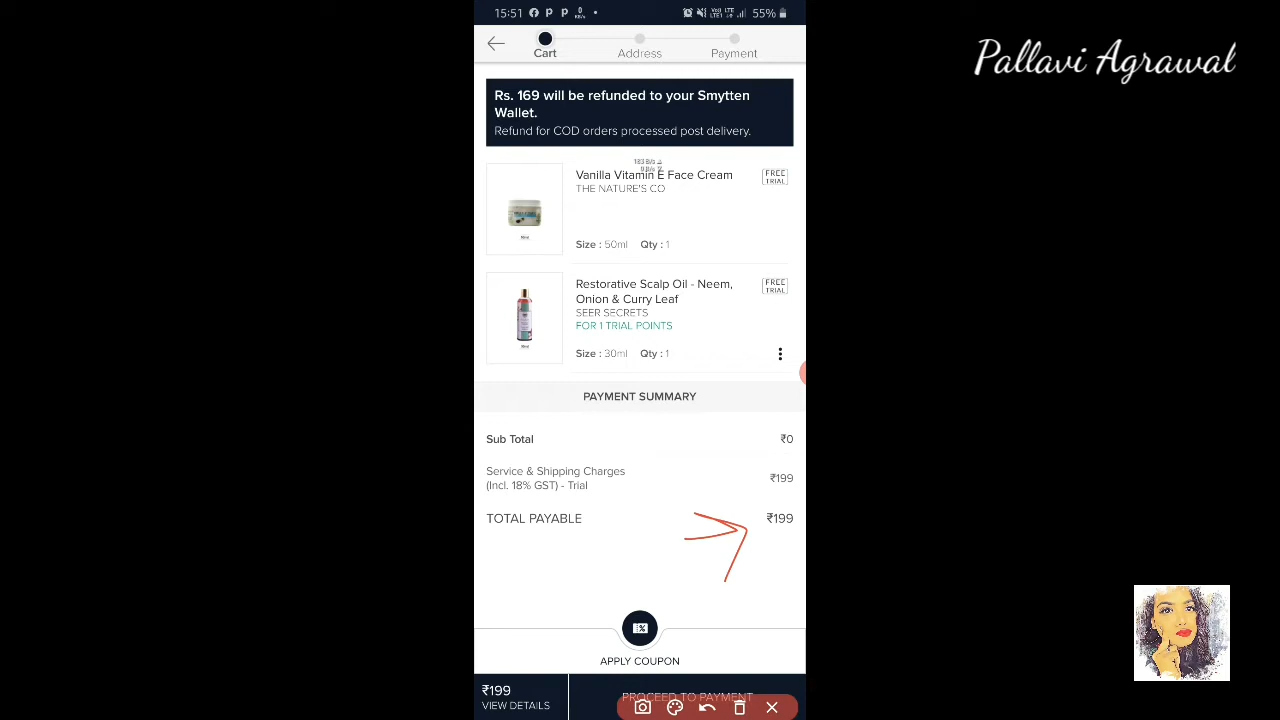 15:51
55%
Pallavi Agrawal
Cart
Address
Payment
Rs. 169 will be refunded to your Smytten
Wallet.
Refund for COD orders processed post delivery.
Vanilla Vitamin E Face Cream
THE NATURE'S CO
FREE
TRIAL
Size : 50ml Qty : 1
Restorative Scalp Oil - Neem,
Onion & Curry Leaf
SEER SECRETS
FOR 1 TRIAL POINTS
FREE
TRIAL
Size : 30ml Qty : 1
PAYMENT SUMMARY
Sub Total ₹0
Service & Shipping Charges
(Incl. 18% GST) - Trial ₹199
TOTAL PAYABLE ₹199
APPLY COUPON
₹199
VIEW DETAILS
PROCEED TO PAYMENT